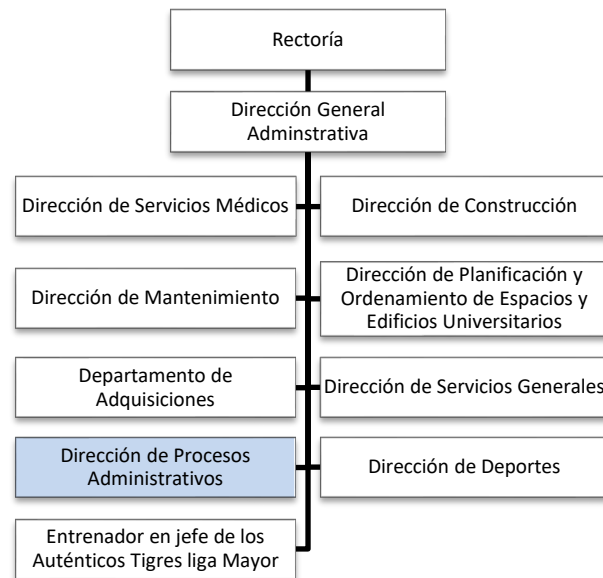 Rectoría
Dirección General
Adminstrativa
Dirección de Servicios Médicos
Dirección de Construcción
Dirección de Mantenimiento
Dirección de Planificación y
Ordenamiento de Espacios y
Edificios Universitarios
Departamento de
Adquisiciones
Dirección de Servicios Generales
Dirección de Procesos
Administrativos
Dirección de Deportes
Entrenador en jefe de los
Auténticos Tigres liga Mayor